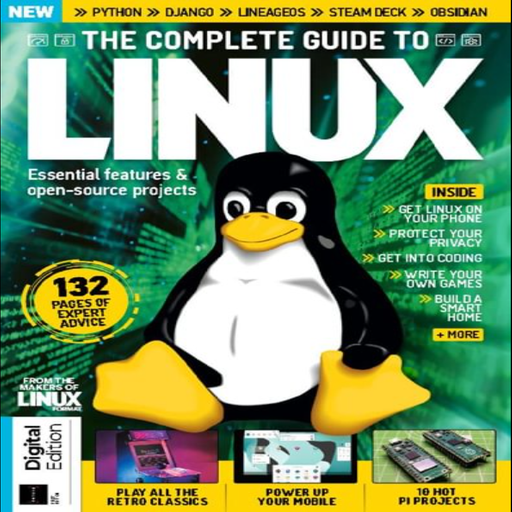 NEW >> PYTHON >> DJANGO >> LINEAGEOS >> STEAM DECK >> OBSIDIAN
THE COMPLETE GUIDE TO
LINUX
Essential features &
open-source projects
INSIDE
>> GET LINUX ON
YOUR PHONE
>> PROTECT YOUR
PRIVACY
>> GET INTO CODING
>> WRITE YOUR
OWN GAMES
>> BUILD A
SMART
HOME
+ MORE
132
PAGES OF
EXPERT
ADVICE
FROM THE
MAKERS OF
LINUX
FORMAT
Digital
Edition
PLAY ALL THE
RETRO CLASSICS
POWER UP
YOUR MOBILE
10 HOT
PI PROJECTS